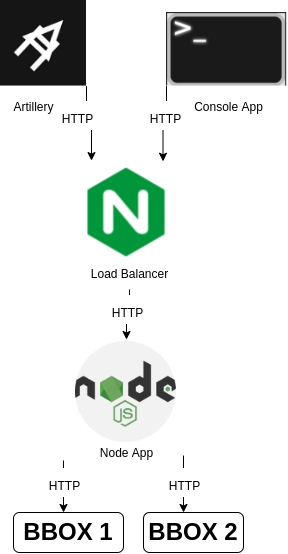 >_
Artillery
Console App
HTTP
HTTP
N
Load Balancer
HTTP
node
JS
Node App
HTTP
HTTP
BBOX 1
BBOX 2